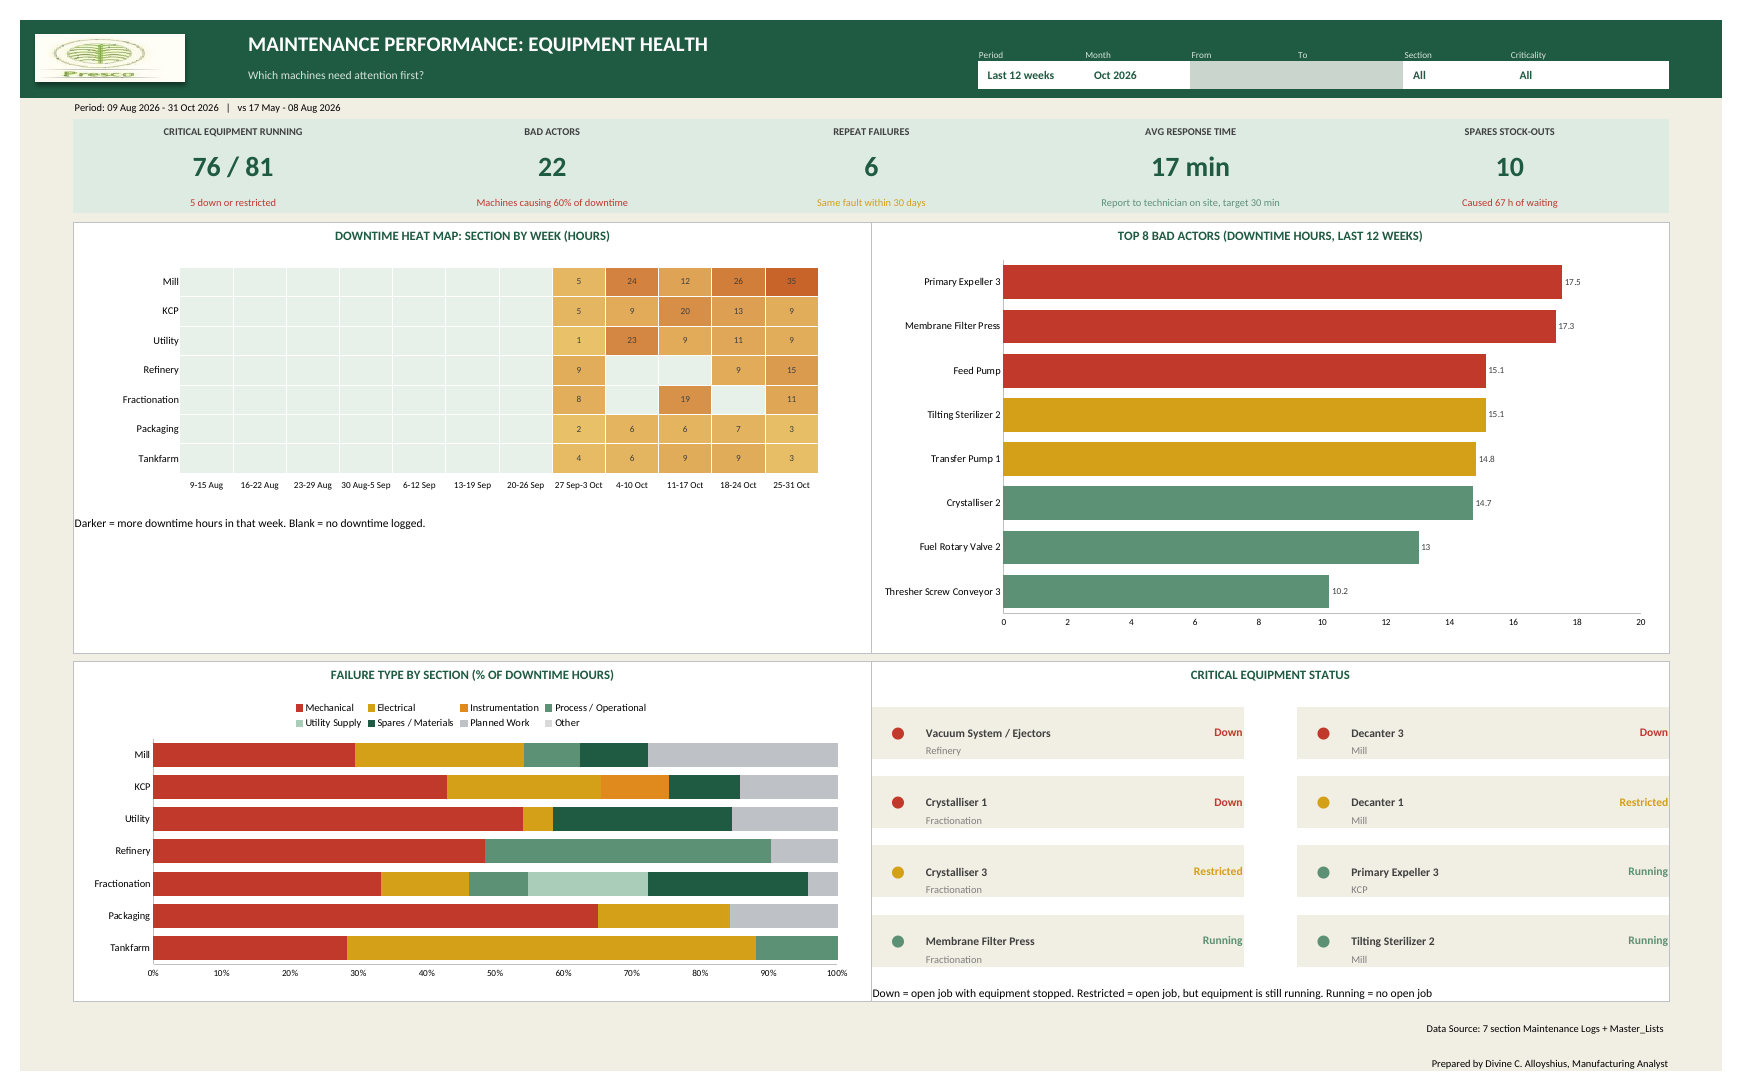 Presco
MAINTENANCE PERFORMANCE: EQUIPMENT HEALTH
Which machines need attention first?
Period Month From To Section Criticality
Last 12 weeks Oct 2026 All All
Period: 09 Aug 2026 - 31 Oct 2026 | vs 17 May - 08 Aug 2026
CRITICAL EQUIPMENT RUNNING
76 / 81
5 down or restricted
BAD ACTORS
22
Machines causing 60% of downtime
REPEAT FAILURES
6
Same fault within 30 days
AVG RESPONSE TIME
17 min
Report to technician on site, target 30 min
SPARES STOCK-OUTS
10
Caused 67 h of waiting
DOWNTIME HEAT MAP: SECTION BY WEEK (HOURS)
Mill 5 24 12 26 35
KCP 5 9 20 13 9
Utility 1 23 9 11 9
Refinery 9 9 15
Fractionation 8 19 11
Packaging 2 6 6 7 3
Tankfarm 4 6 9 9 3
9-15 Aug 16-22 Aug 23-29 Aug 30 Aug-5 Sep 6-12 Sep 13-19 Sep 20-26 Sep 27 Sep-3 Oct 4-10 Oct 11-17 Oct 18-24 Oct 25-31 Oct
Darker = more downtime hours in that week. Blank = no downtime logged.
TOP 8 BAD ACTORS (DOWNTIME HOURS, LAST 12 WEEKS)
Primary Expeller 3 17.5
Membrane Filter Press 17.3
Feed Pump 15.1
Tilting Sterilizer 2 15.1
Transfer Pump 1 14.8
Crystalliser 2 14.7
Fuel Rotary Valve 2 13
Thresher Screw Conveyor 3 10.2
0 2 4 6 8 10 12 14 16 18 20
FAILURE TYPE BY SECTION (% OF DOWNTIME HOURS)
Mechanical Electrical Instrumentation Process / Operational
Utility Supply Spares / Materials Planned Work Other
Mill
KCP
Utility
Refinery
Fractionation
Packaging
Tankfarm
0% 10% 20% 30% 40% 50% 60% 70% 80% 90% 100%
CRITICAL EQUIPMENT STATUS
Vacuum System / Ejectors Down
Refinery
Decanter 3 Down
Mill
Crystalliser 1 Down
Fractionation
Decanter 1 Restricted
Mill
Crystalliser 3 Restricted
Fractionation
Primary Expeller 3 Running
KCP
Membrane Filter Press Running
Fractionation
Tilting Sterilizer 2 Running
Mill
Down = open job with equipment stopped. Restricted = open job, but equipment is still running. Running = no open job
Data Source: 7 section Maintenance Logs + Master_Lists
Prepared by Divine C. Alloyshius, Manufacturing Analyst